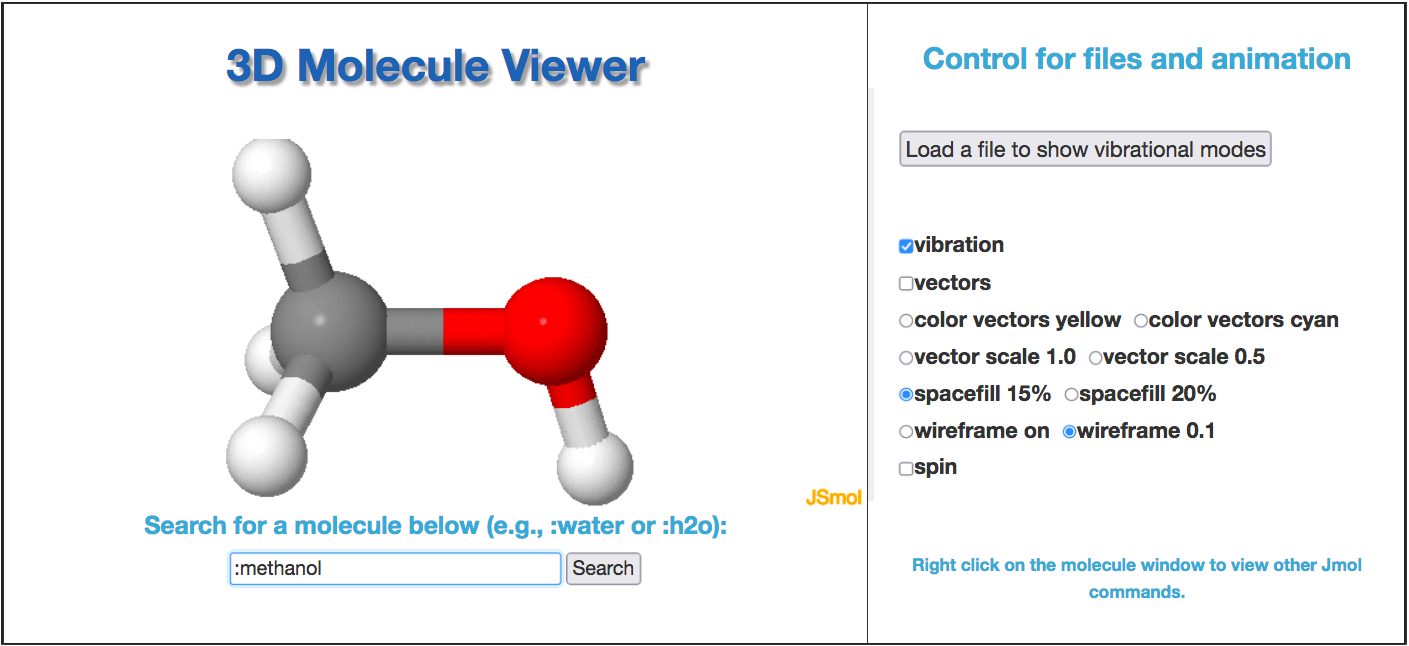 3D Molecule Viewer
JSmol
Search for a molecule below (e.g., :water or :h2o):
:methanol Search
Control for files and animation
Load a file to show vibrational modes
vibration
vectors
color vectors yellow color vectors cyan
vector scale 1.0 vector scale 0.5
spacefill 15% spacefill 20%
wireframe on wireframe 0.1
spin
Right click on the molecule window to view other Jmol
commands.